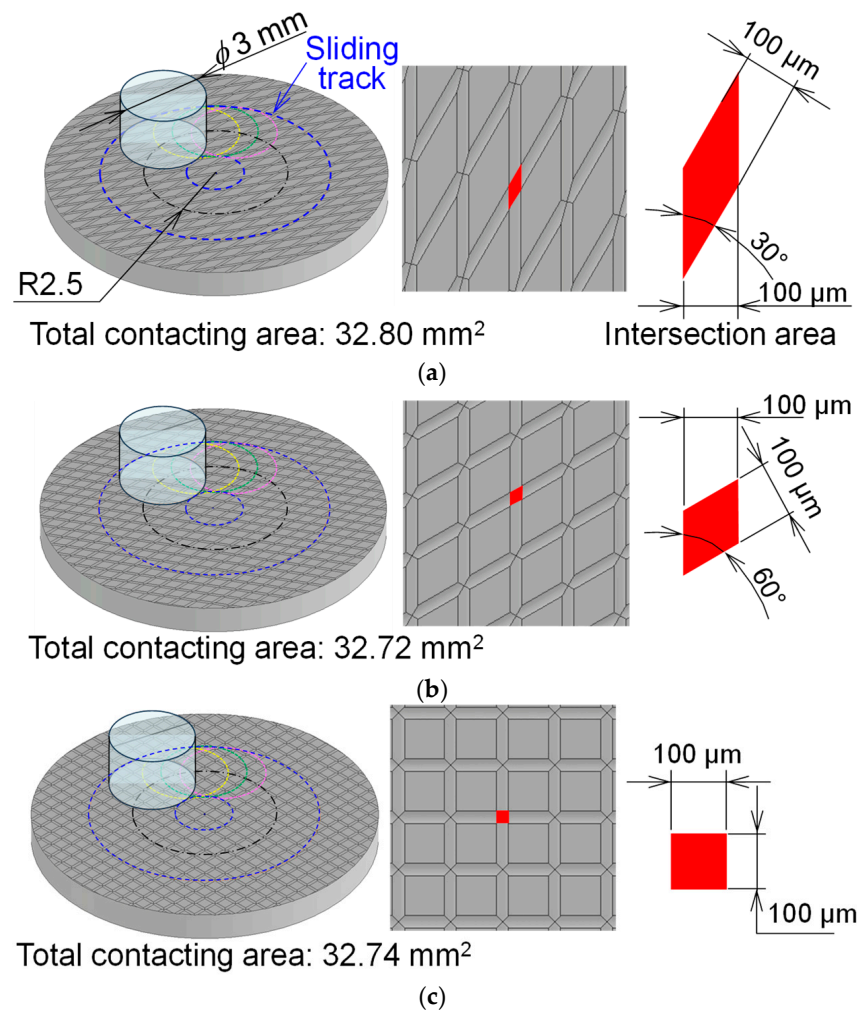 ϕ3 mm
Sliding
track
R2.5
100 µm
30°
100 µm
Total contacting area: 32.80 mm²
Intersection area
(a)
100 µm
100 µm
60°
Total contacting area: 32.72 mm²
(b)
100 µm
100 µm
Total contacting area: 32.74 mm²
(c)